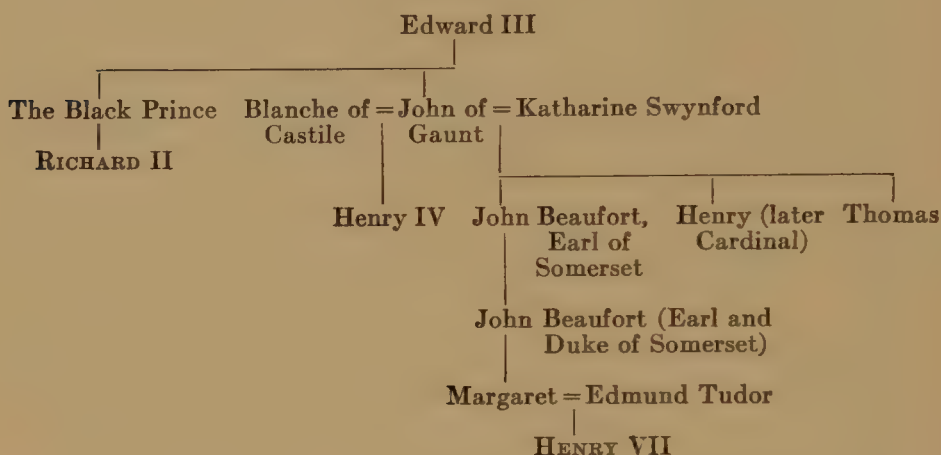 Edward III
The Black Prince Blanche of = John of = Katharine Swynford
Castile Gaunt
RICHARD II
Henry IV John Beaufort, Henry (later Thomas
Earl of Cardinal)
Somerset
John Beaufort (Earl and
Duke of Somerset)
Margaret = Edmund Tudor
HENRY VII